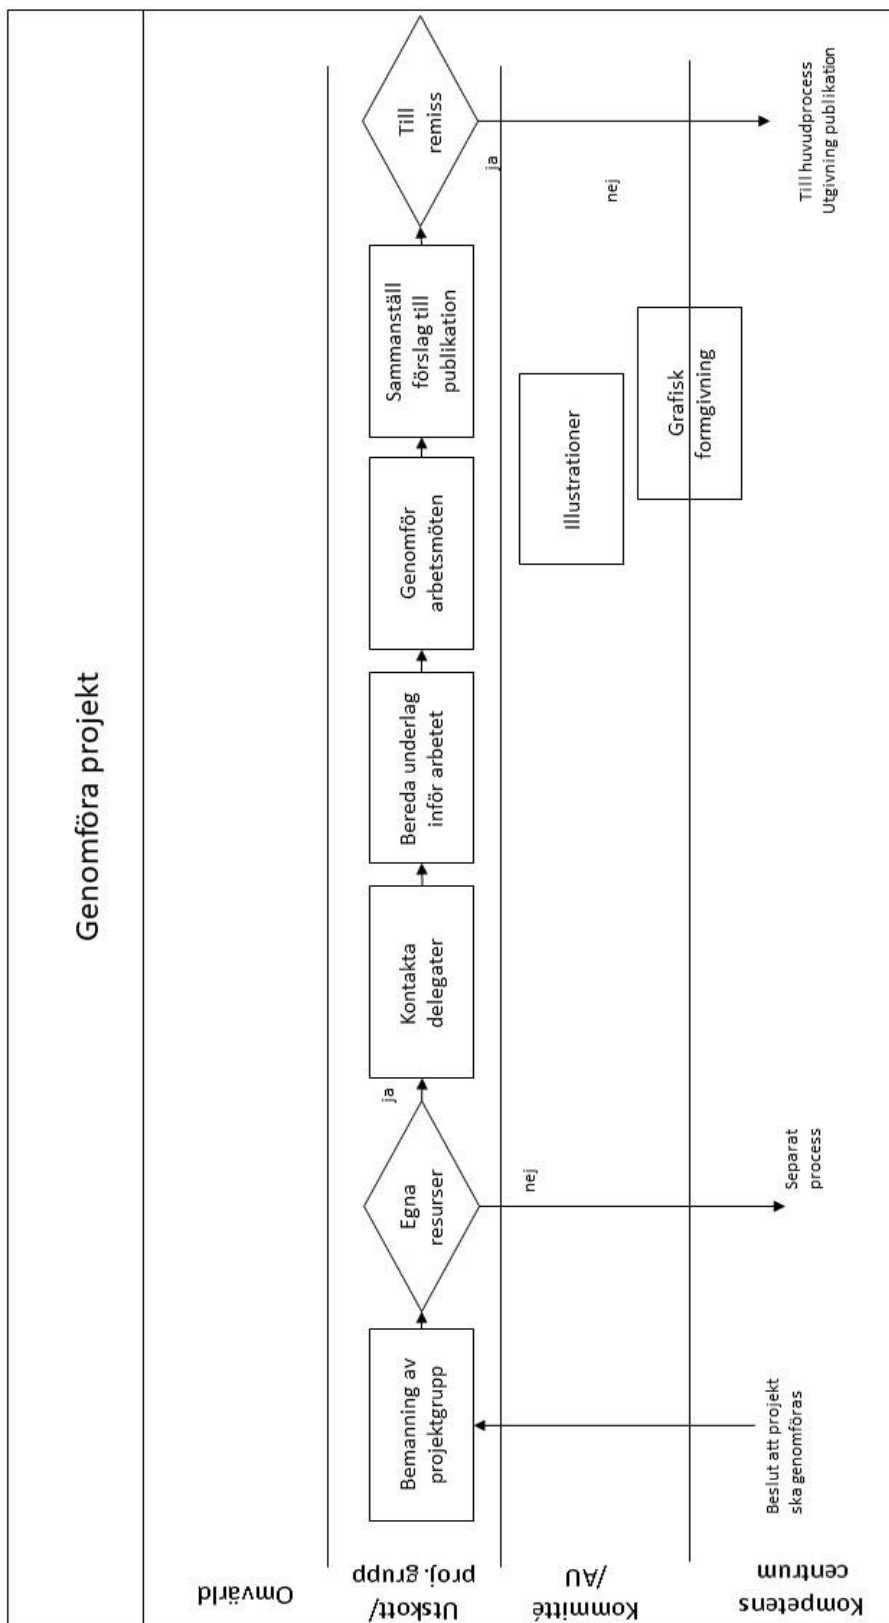 Genomföra projekt
Omvärld
Utskott/
proj.grupp
Bemanning av
projektgrupp
Egna
resurser
ja
nej
Kontakta
delegater
Bereda underlag
inför arbetet
Genomför
arbetsmöten
Sammanställ
förslag till
publikation
Till
remiss
ja
nej
Kommitté
/AU
Illustrationer
Grafisk
formgivning
Kompetens
centrum
Beslut att projekt
ska genomföras
Separat
process
Till huvudprocess
Utgivning publikation